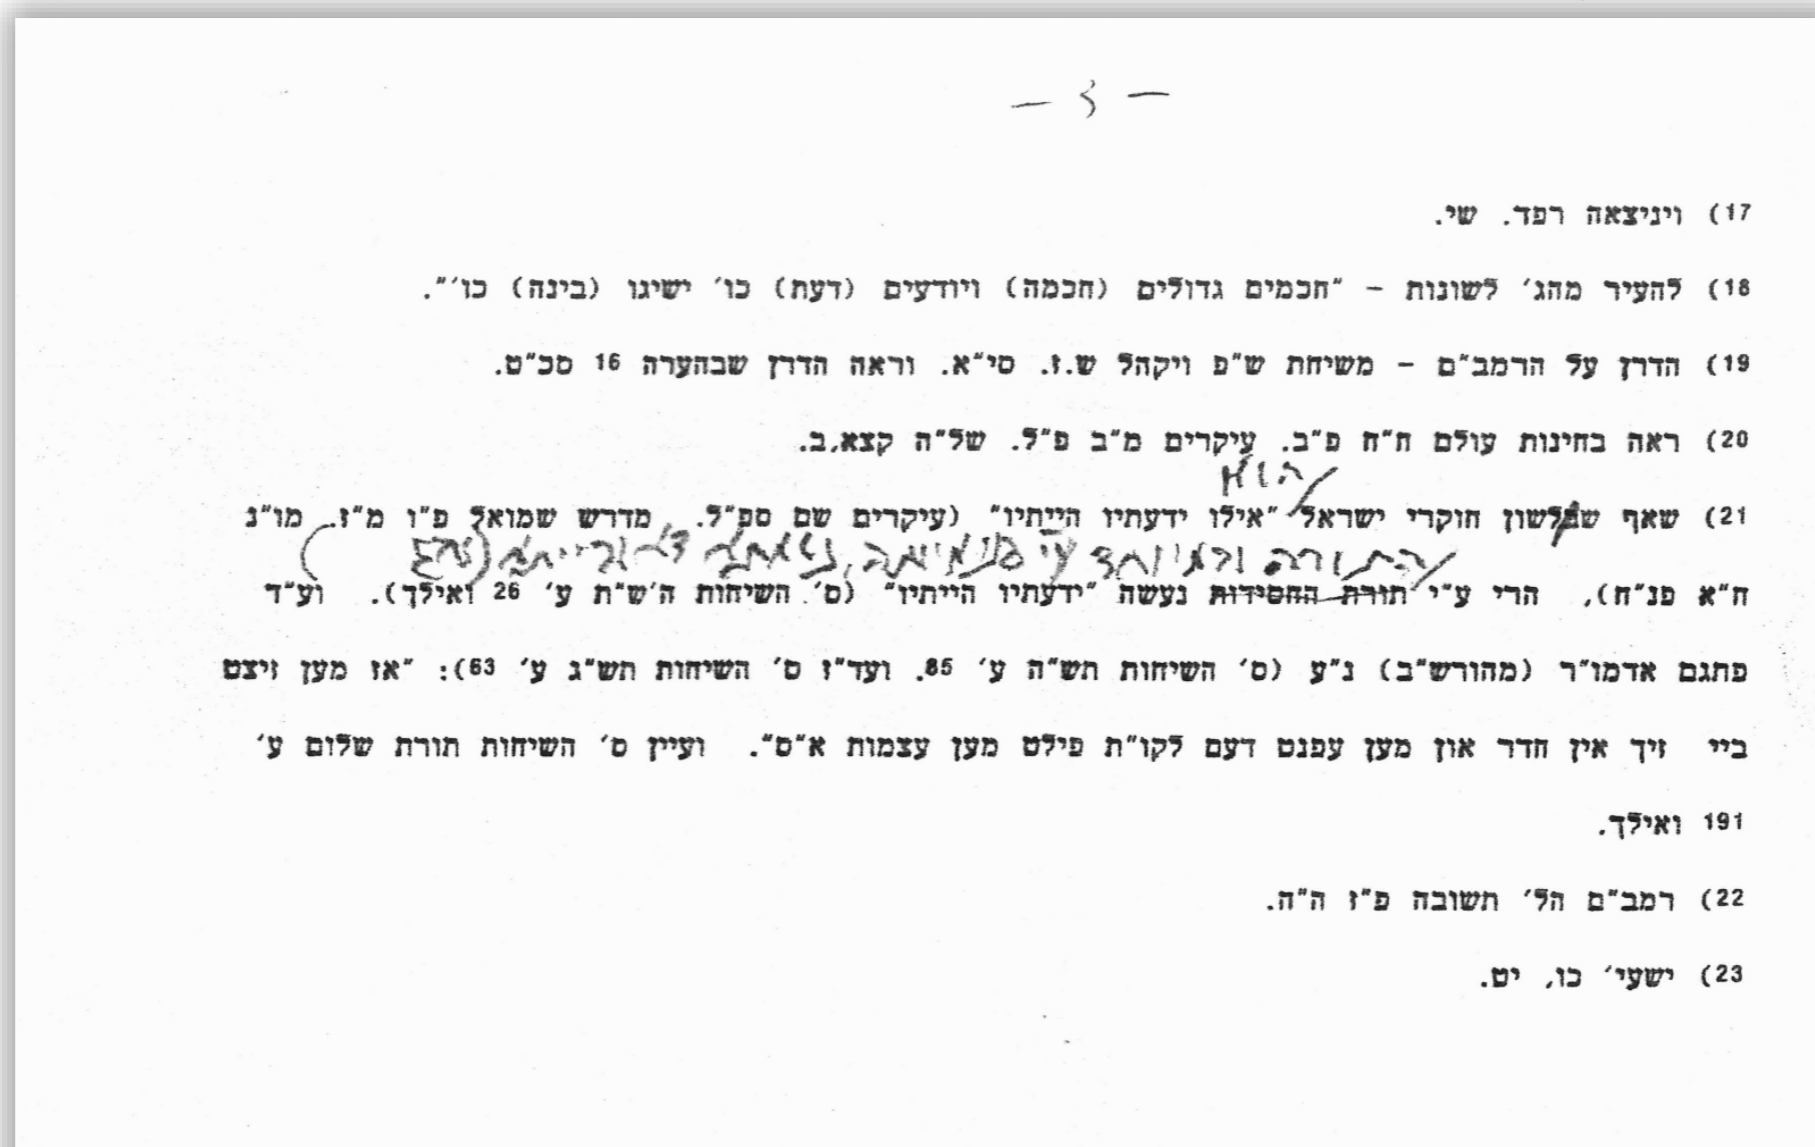 — 3 —
17) ויניצאה רפד. שי.
18) להעיר מהג׳ לשונות – "חכמים גדולים (חכמה) ויודעים (דעת) כו׳ ישיגו (בינה) כו׳".
19) הדרן על הרמב"ם – משיחת ש"פ ויקהל ש.ז. סי"א. וראה הדרן שבהערה 16 סכ"ט.
20) ראה בחינות עולם ח"ח פ"ב. עיקרים מ"ב פ"ל. של"ה קצא,ב.
הוא
21) שאף שבלשון חוקרי ישראל "אילו ידעתיו הייתיו" (עיקרים שם ספ"ל. מדרש שמואל פ"ו מ"ז. מו"נ
התורה ובמיוחד ע"י פנימיותה,
ח"א פנ"ח), הרי ע"י תורת החסידות נעשה "ידעתיו הייתיו" (ס׳ השיחות ה׳ש"ת ע׳ 26 ואילך). וע"ד
פתגם אדמו"ר (מהורש"ב) נ"ע (ס׳ השיחות תש"ה ע׳ 85. ועד"ז ס׳ השיחות תש"ג ע׳ 63): "אז מען זיצט
ביי זיך אין חדר און מען עפנט דעם לקו"ת פילט מען עצמות א"ס". ועיין ס׳ השיחות תורת שלום ע׳
191 ואילך.
22) רמב"ם הל׳ תשובה פ"ז ה"ה.
23) ישעי׳ כו, יט.